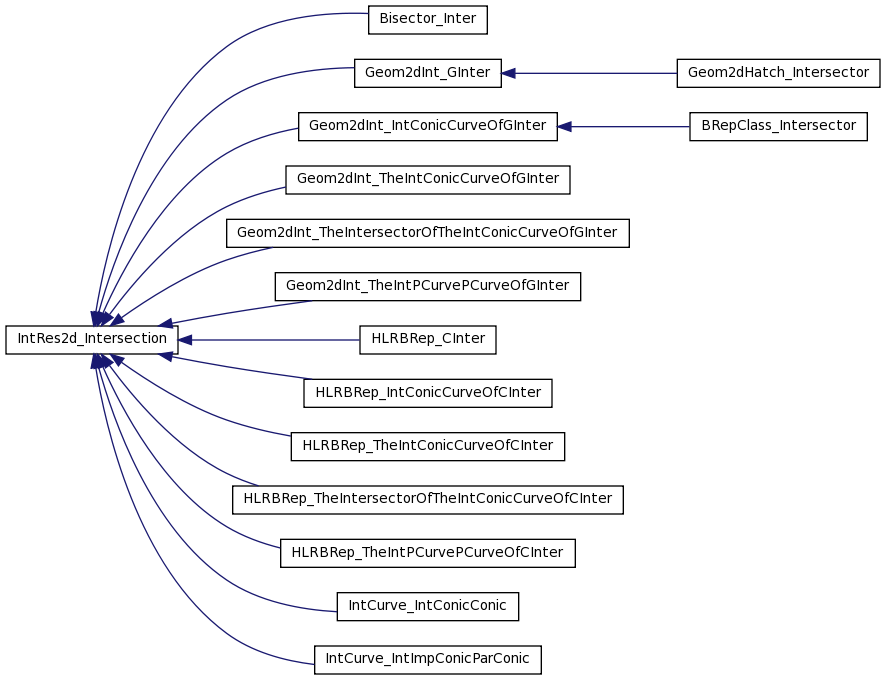 Bisector_Inter
Geom2dInt_GInter
Geom2dHatch_Intersector
Geom2dInt_IntConicCurveOfGInter
BRepClass_Intersector
Geom2dInt_TheIntConicCurveOfGInter
Geom2dInt_TheIntersectorOfTheIntConicCurveOfGInter
Geom2dInt_TheIntPCurvePCurveOfGInter
IntRes2d_Intersection
HLRBRep_CInter
HLRBRep_IntConicCurveOfCInter
HLRBRep_TheIntConicCurveOfCInter
HLRBRep_TheIntersectorOfTheIntConicCurveOfCInter
HLRBRep_TheIntPCurvePCurveOfCInter
IntCurve_IntConicConic
IntCurve_IntImpConicParConic